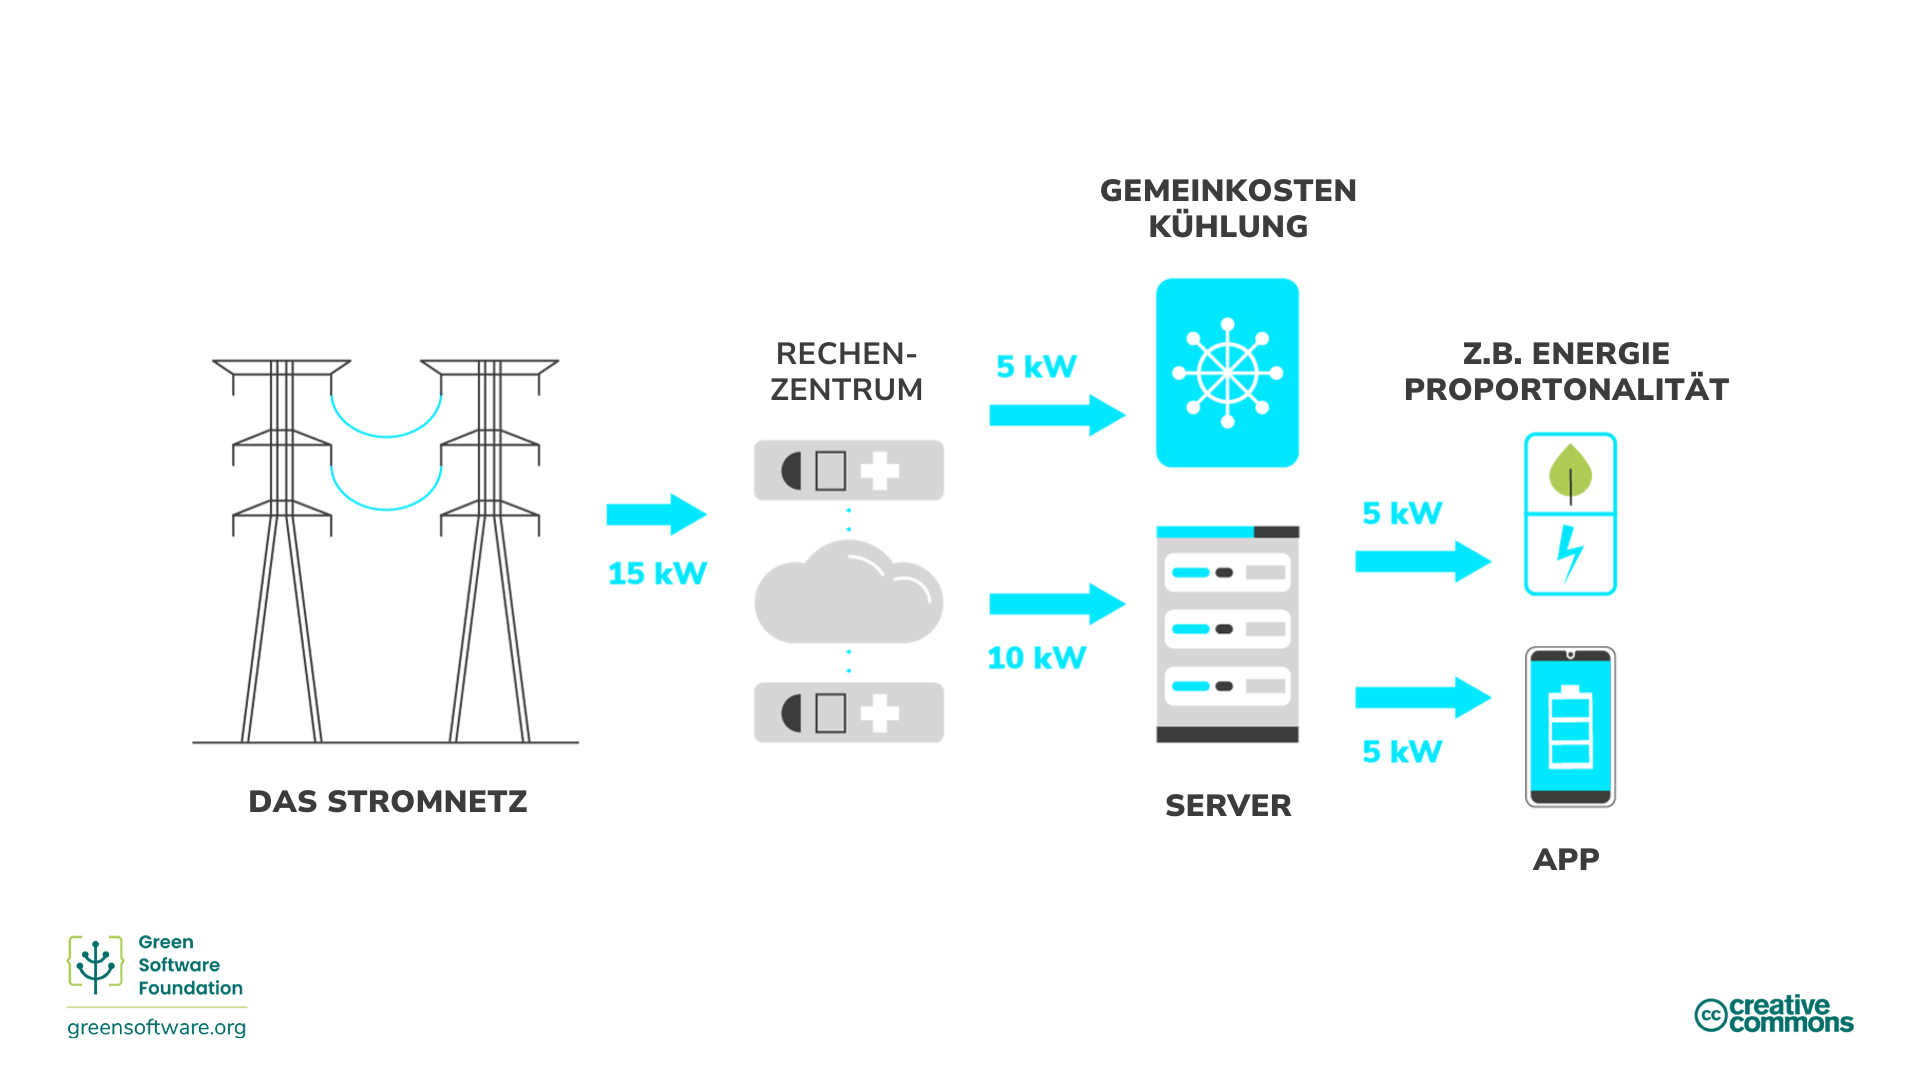 GEMEINKOSTEN
KÜHLUNG
RECHEN-
ZENTRUM
5 kW
Z.B. ENERGIE
PROPORTONALITÄT
15 kW
5 kW
10 kW
5 kW
DAS STROMNETZ
SERVER
APP
Green
Software
Foundation
greensoftware.org
cc creative
commons